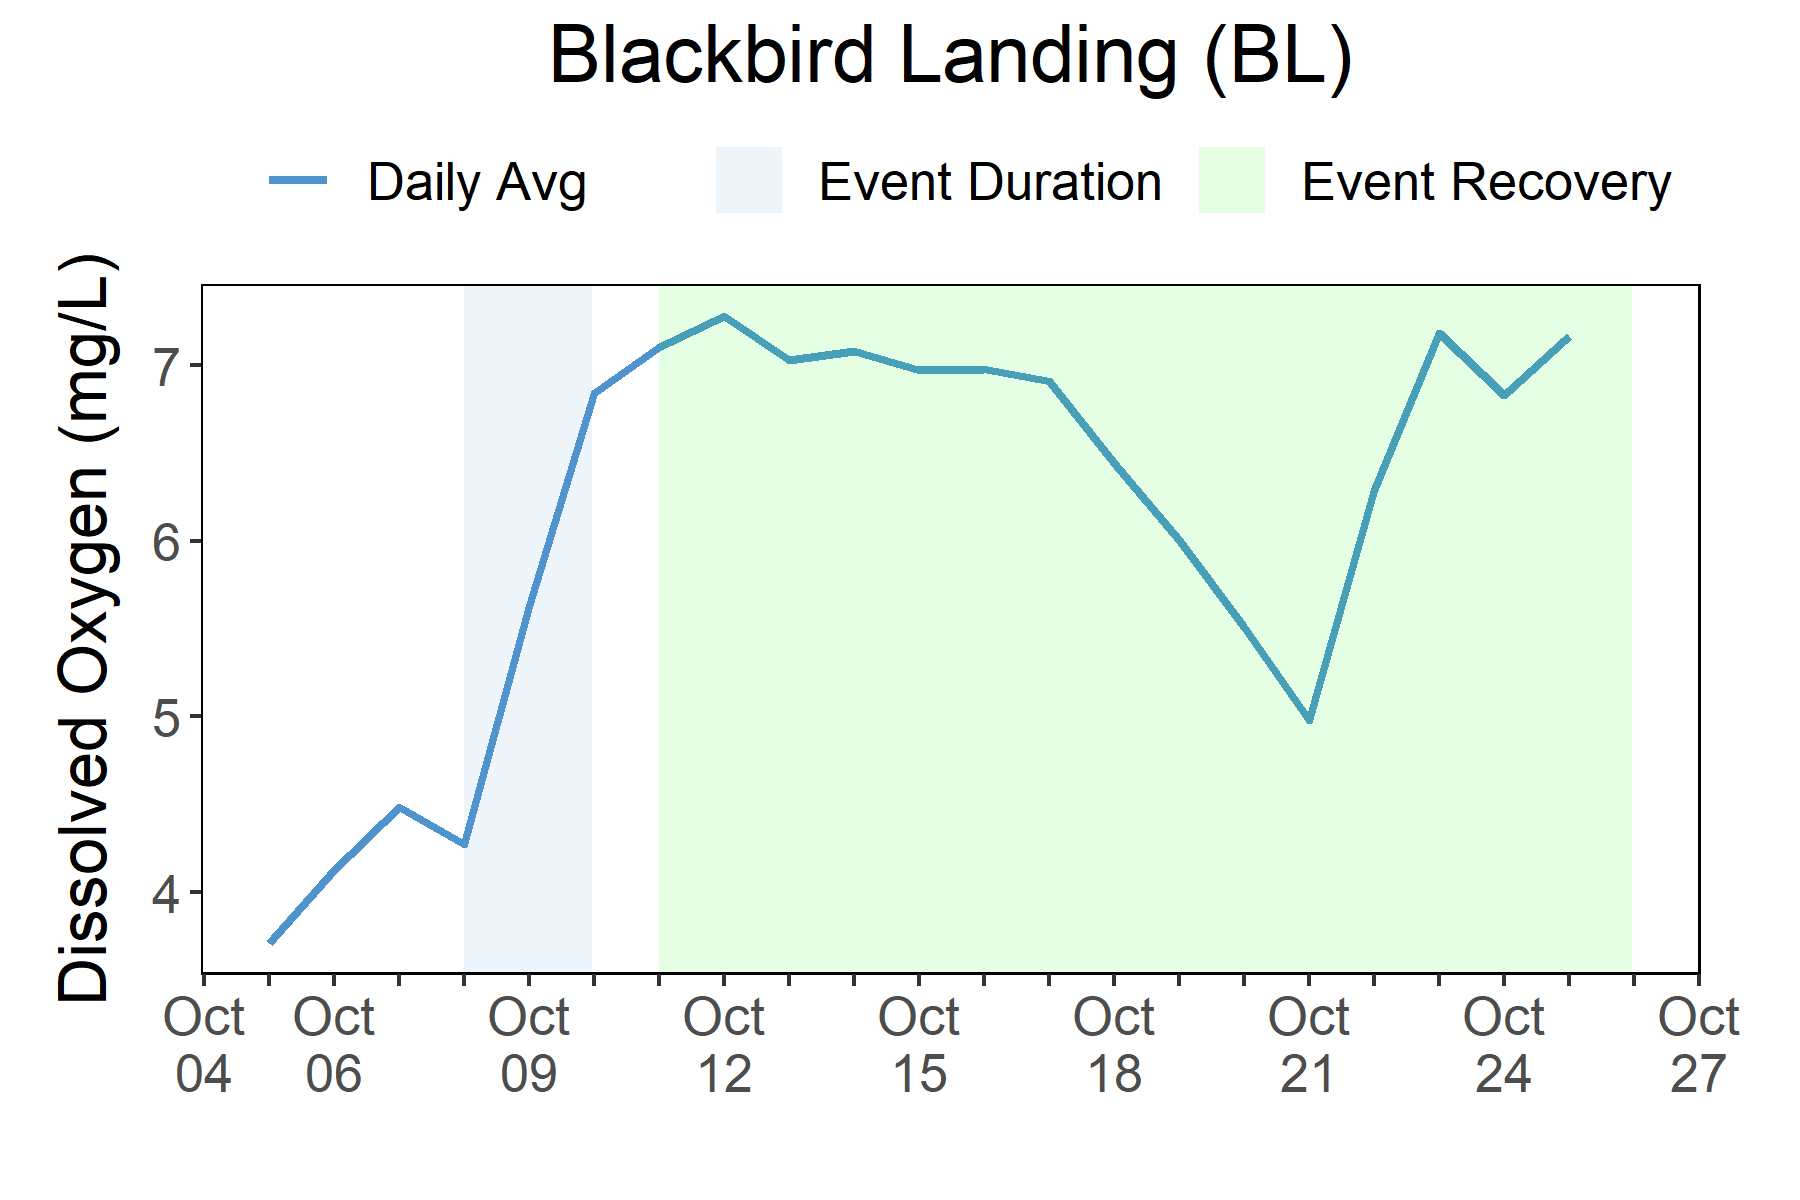 Blackbird Landing (BL)
Daily Avg
Event Duration
Event Recovery
Dissolved Oxygen (mg/L)
7
6
5
4
Oct Oct Oct Oct Oct Oct Oct Oct Oct
04 06 09 12 15 18 21 24 27